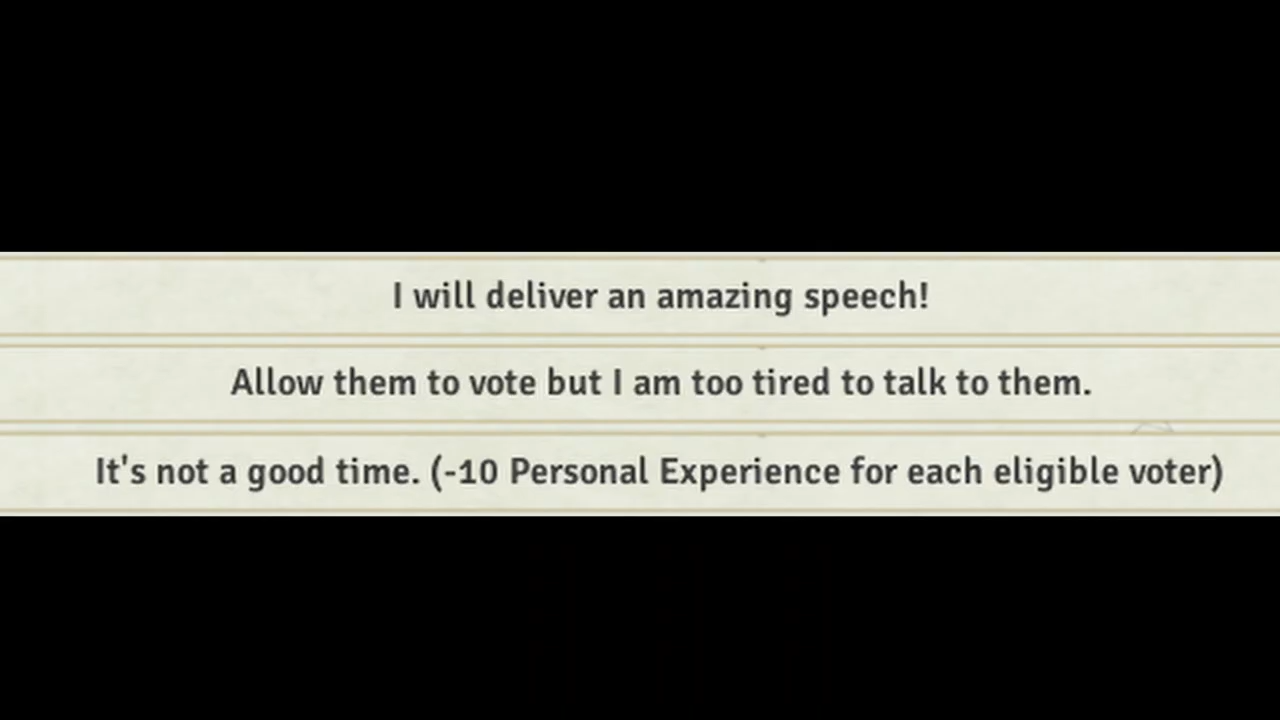 I will deliver an amazing speech!
Allow them to vote but I am too tired to talk to them.
It's not a good time. (-10 Personal Experience for each eligible voter)